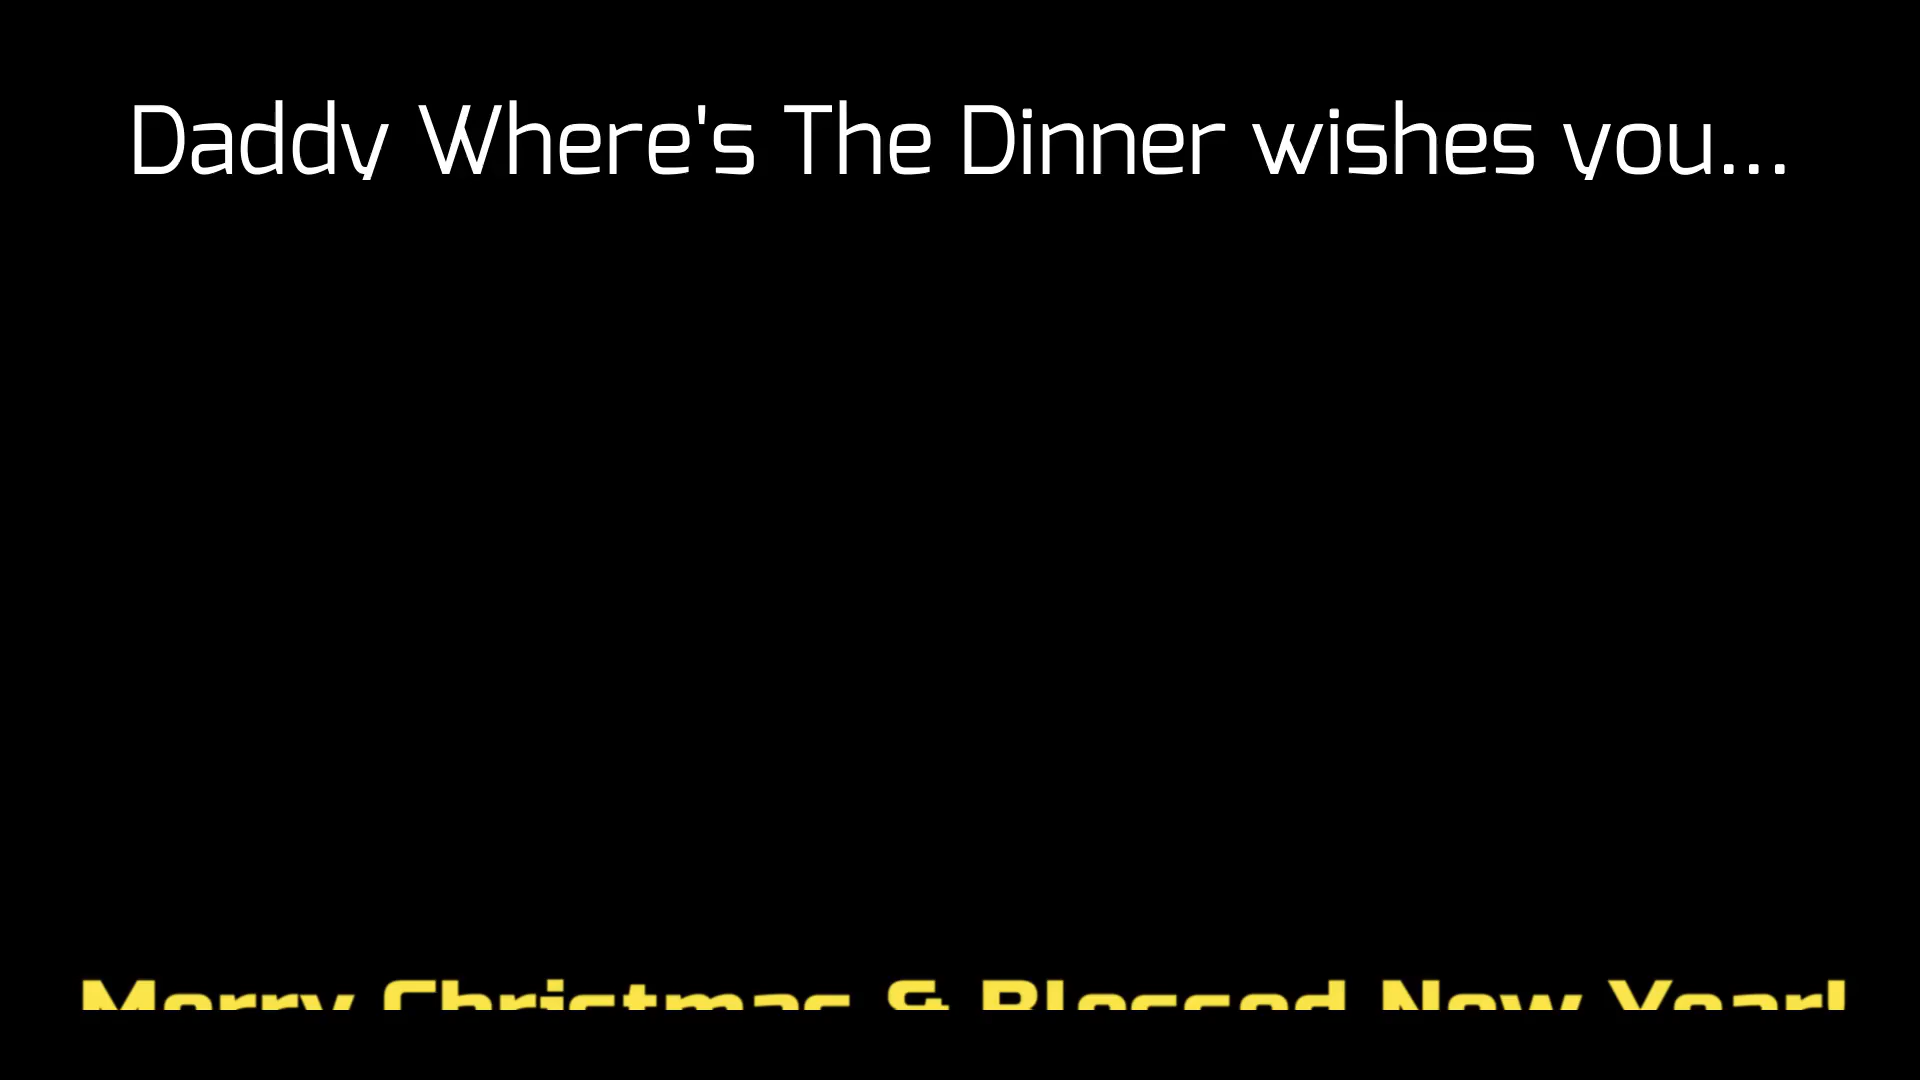 Daddy Where's The Dinner wishes you...
Merry Christmas & Blessed New Year!